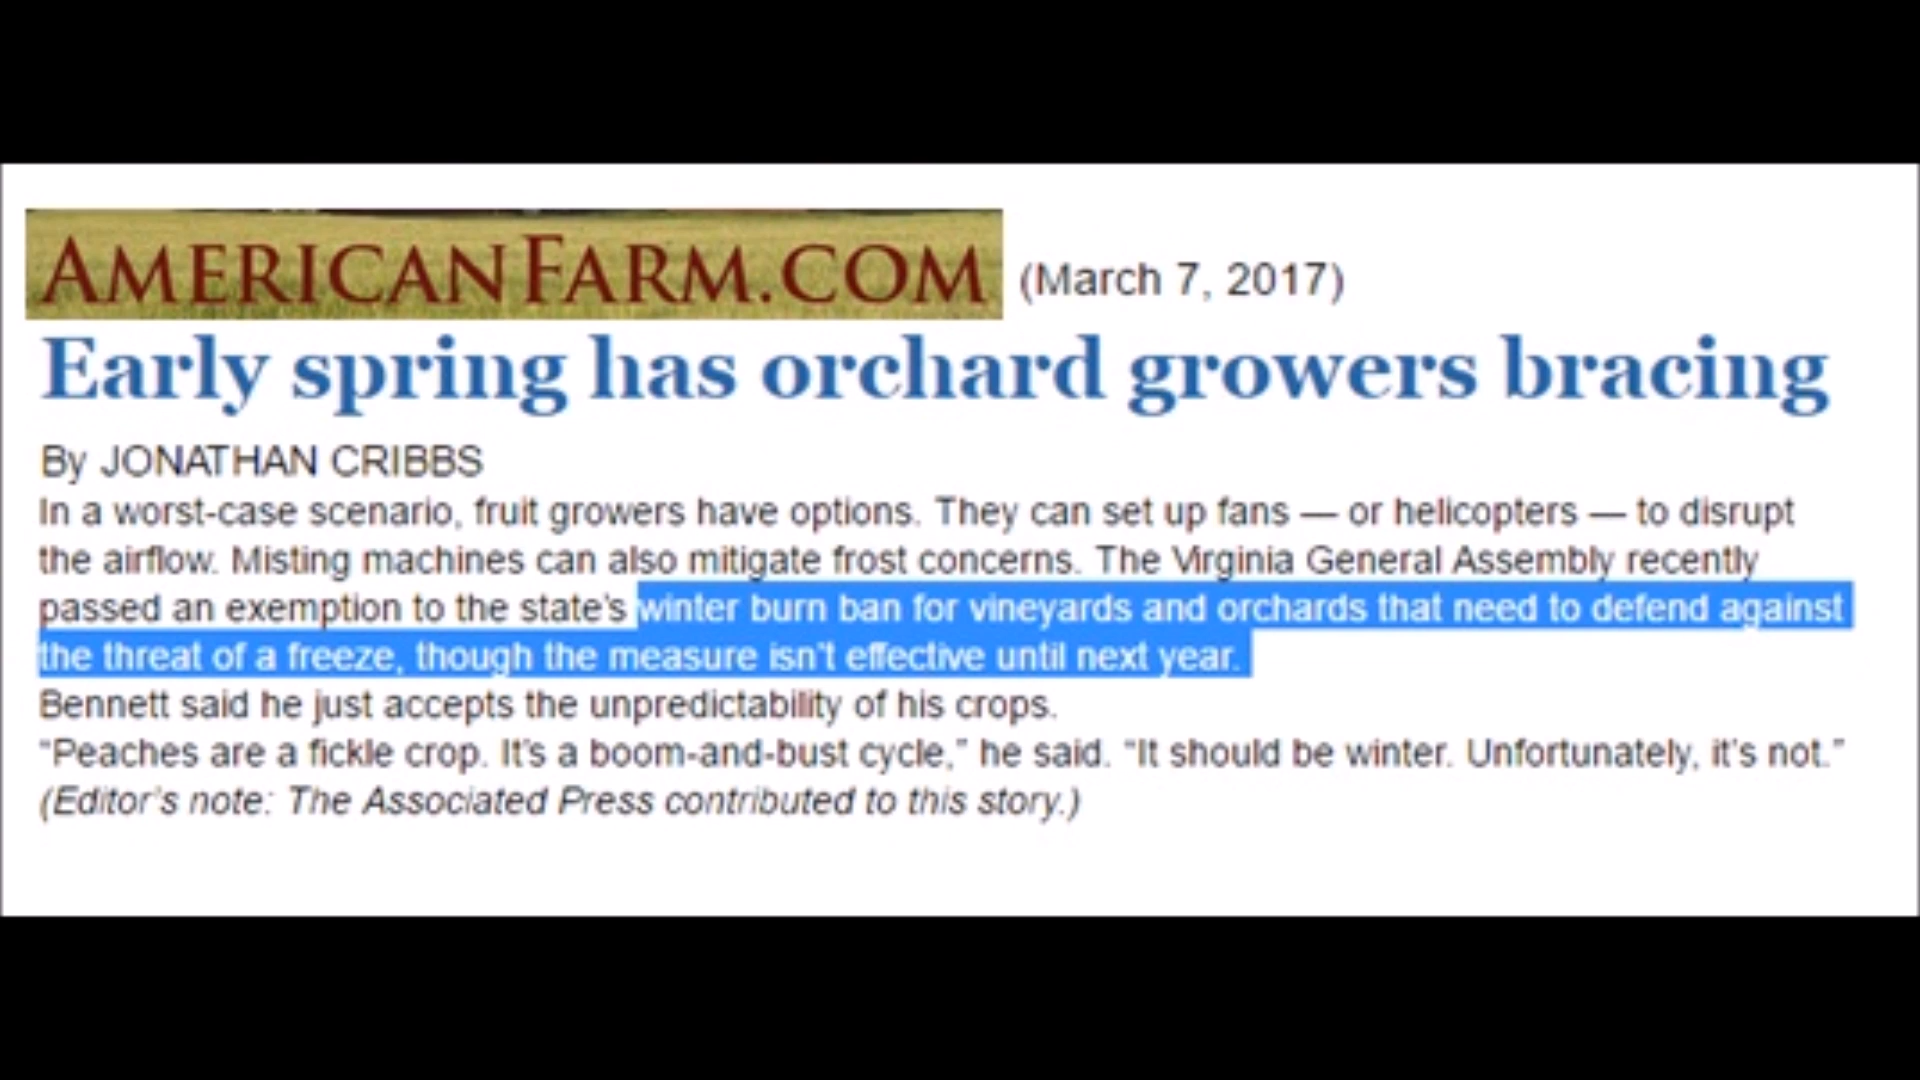 AMERICANFARM.COM (March 7, 2017)
Early spring has orchard growers bracing
By JONATHAN CRIBBS
In a worst-case scenario, fruit growers have options. They can set up fans — or helicopters — to disrupt
the airflow. Misting machines can also mitigate frost concerns. The Virginia General Assembly recently
passed an exemption to the state’s winter burn ban for vineyards and orchards that need to defend against
the threat of a freeze, though the measure isn’t effective until next year.
Bennett said he just accepts the unpredictability of his crops.
“Peaches are a fickle crop. It’s a boom-and-bust cycle,” he said. “It should be winter. Unfortunately, it’s not.”
(Editor’s note: The Associated Press contributed to this story.)